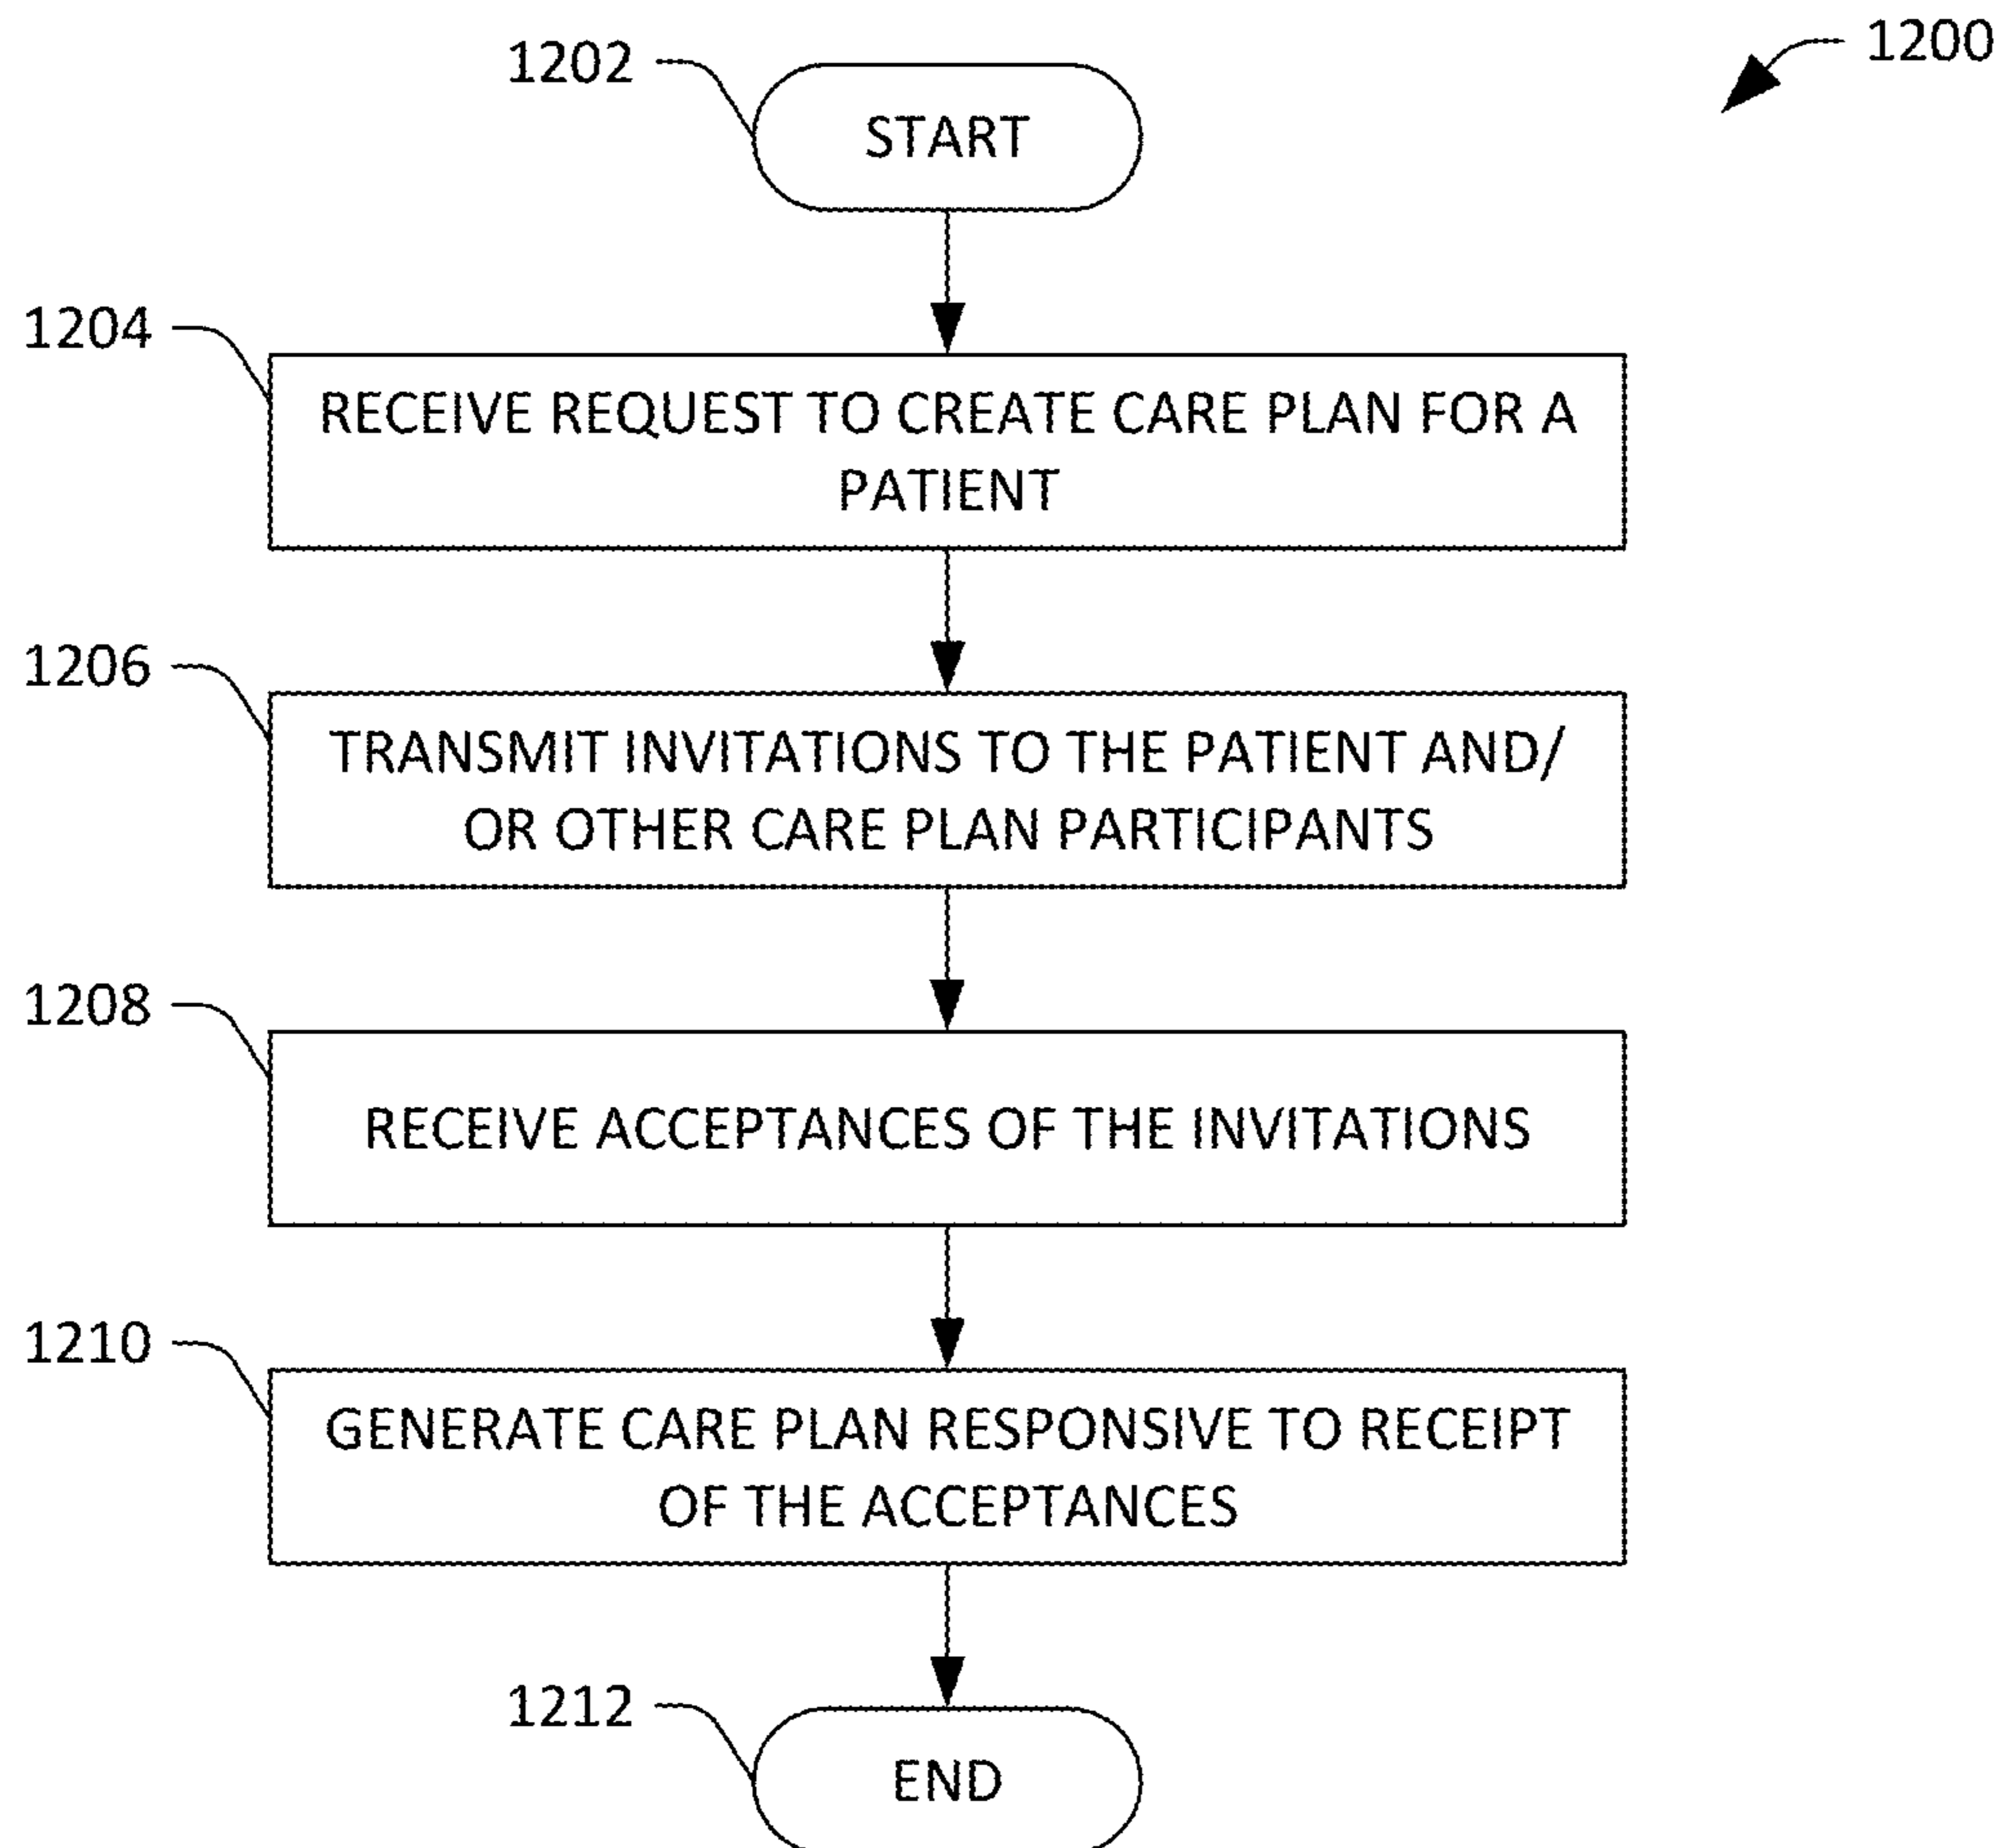 1200
1202
START
1204
RECEIVE REQUEST TO CREATE CARE PLAN FOR A
PATIENT
1206
TRANSMIT INVITATIONS TO THE PATIENT AND/
OR OTHER CARE PLAN PARTICIPANTS
1208
RECEIVE ACCEPTANCES OF THE INVITATIONS
1210
GENERATE CARE PLAN RESPONSIVE TO RECEIPT
OF THE ACCEPTANCES
1212
END